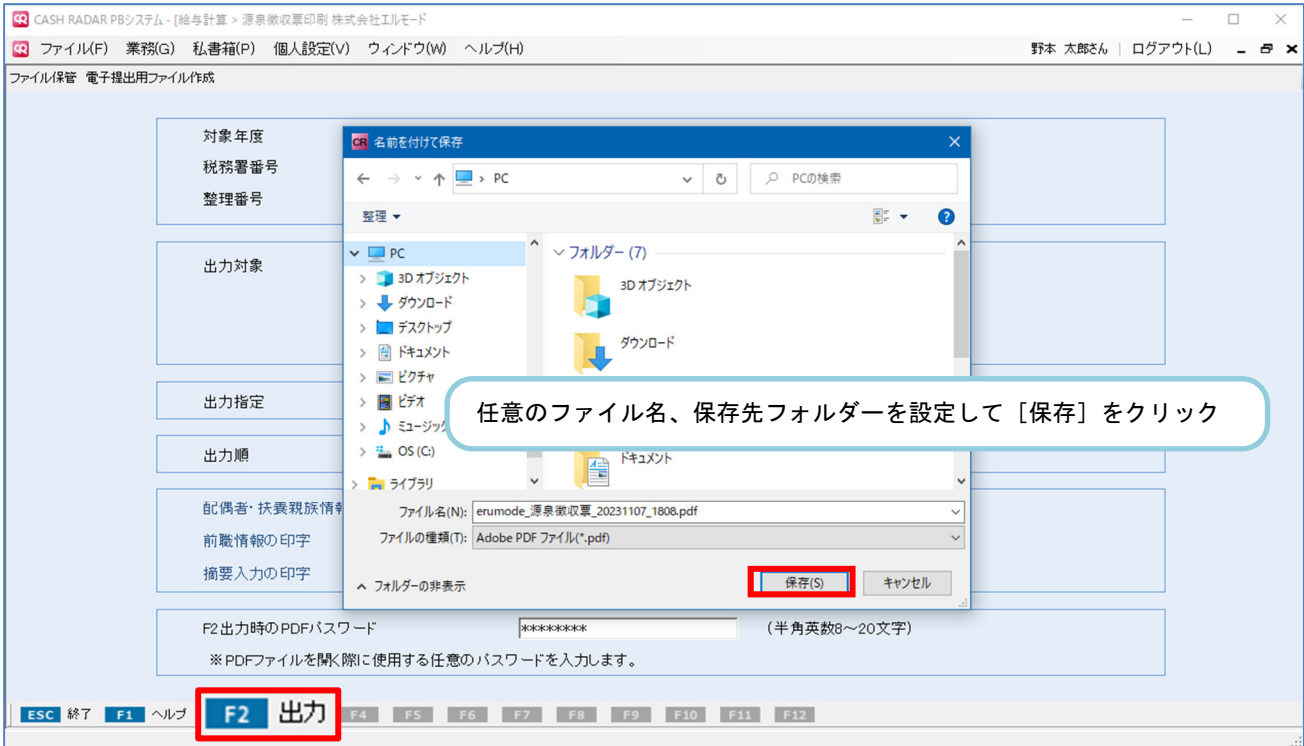 CASH RADAR PBシステム - [給与計算 > 源泉徴収票印刷 株式会社エルモード
ファイル(F) 業務(G) 私書箱(P) 個人設定(V) ウィンドウ(W) ヘルプ(H) 野本 太郎さん ログアウト(L)
ファイル保管 電子提出用ファイル作成
対象年度
税務署番号
整理番号
出力対象
出力指定
出力順
配偶者・扶養親族情報
前職情報の印字
摘要入力の印字
CR 名前を付けて保存
PC
PCの検索
整理
PC
3D オブジェクト
ダウンロード
デスクトップ
ドキュメント
ピクチャ
ビデオ
ミュージック
OS (C:)
ライブラリ
フォルダー (7)
3D オブジェクト
ダウンロード
ドキュメント
任意のファイル名、保存先フォルダーを設定して［保存］をクリック
ファイル名(N): erumode_源泉徴収票_20231107_1808.pdf
ファイルの種類(T): Adobe PDF ファイル(*.pdf)
フォルダーの非表示
保存(S) キャンセル
F2出力時のPDFパスワード ******** (半角英数8～20文字)
※PDFファイルを開く際に使用する任意のパスワードを入力します。
ESC 終了 F1 ヘルプ F2 出力 F4 F5 F6 F7 F8 F9 F10 F11 F12